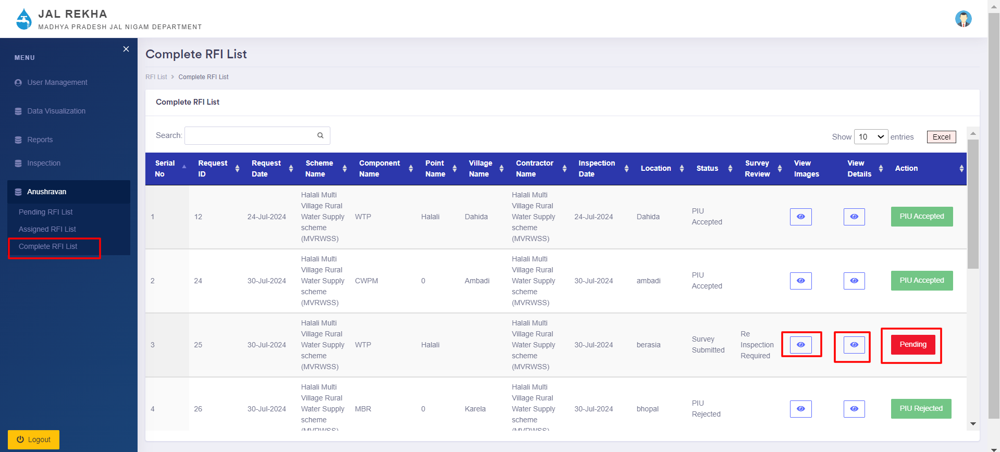 JAL REKHA
MADHYA PRADESH JAL NIGAM DEPARTMENT
MENU
User Management
Data Visualization
Reports
Inspection
Anushravan
Pending RFI List
Assigned RFI List
Complete RFI List
Logout
Complete RFI List
RFI List > Complete RFI List
Complete RFI List
Search:
Show 10 entries Excel
Serial No Request ID Request Date Scheme Name Component Name Point Name Village Name Contractor Name Inspection Date Location Status Survey Review View Images View Details Action
1 12 24-Jul-2024 Halali Multi Village Rural Water Supply scheme (MVRWSS) WTP Halali Dahida Halali Multi Village Rural Water Supply scheme (MVRWSS) 24-Jul-2024 Dahida PIU Accepted PIU Accepted
2 24 30-Jul-2024 Halali Multi Village Rural Water Supply scheme (MVRWSS) CWPM 0 Ambadi Halali Multi Village Rural Water Supply scheme (MVRWSS) 30-Jul-2024 ambadi PIU Accepted PIU Accepted
3 25 30-Jul-2024 Halali Multi Village Rural Water Supply scheme (MVRWSS) WTP Halali Halali Multi Village Rural Water Supply scheme (MVRWSS) 30-Jul-2024 berasia Survey Submitted Re Inspection Required Pending
4 26 30-Jul-2024 Halali Multi Village Rural Water Supply scheme (MVRWSS) MBR 0 Karela Halali Multi Village Rural Water Supply scheme (MVRWSS) 30-Jul-2024 bhopal PIU Rejected PIU Rejected